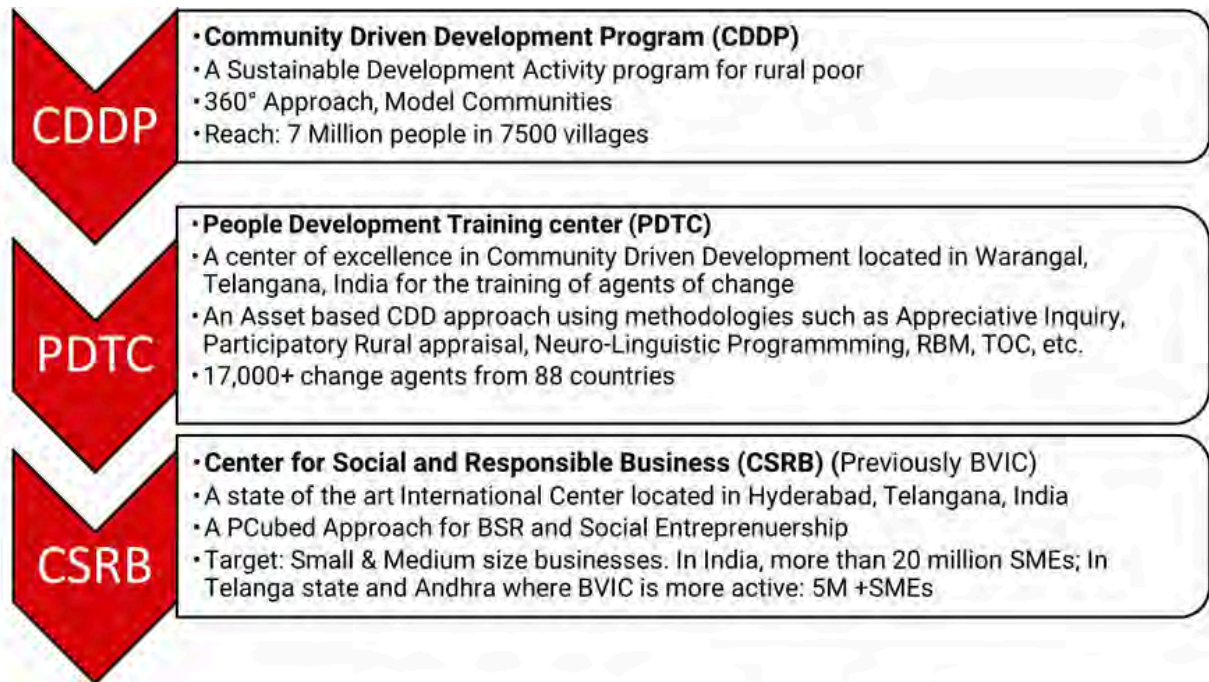 CDDP
·Community Driven Development Program (CDDP)
·A Sustainable Development Activity program for rural poor
·360° Approach, Model Communities
·Reach: 7 Million people in 7500 villages
PDTC
·People Development Training center (PDTC)
·A center of excellence in Community Driven Development located in Warangal,
Telangana, India for the training of agents of change
·An Asset based CDD approach using methodologies such as Appreciative Inquiry,
Participatory Rural appraisal, Neuro-Linguistic Programmming, RBM, TOC, etc.
·17,000+ change agents from 88 countries
CSRB
·Center for Social and Responsible Business (CSRB) (Previously BVIC)
·A state of the art International Center located in Hyderabad, Telangana, India
·A PCubed Approach for BSR and Social Entreprenuership
·Target: Small & Medium size businesses. In India, more than 20 million SMEs; In
Telanga state and Andhra where BVIC is more active: 5M +SMEs